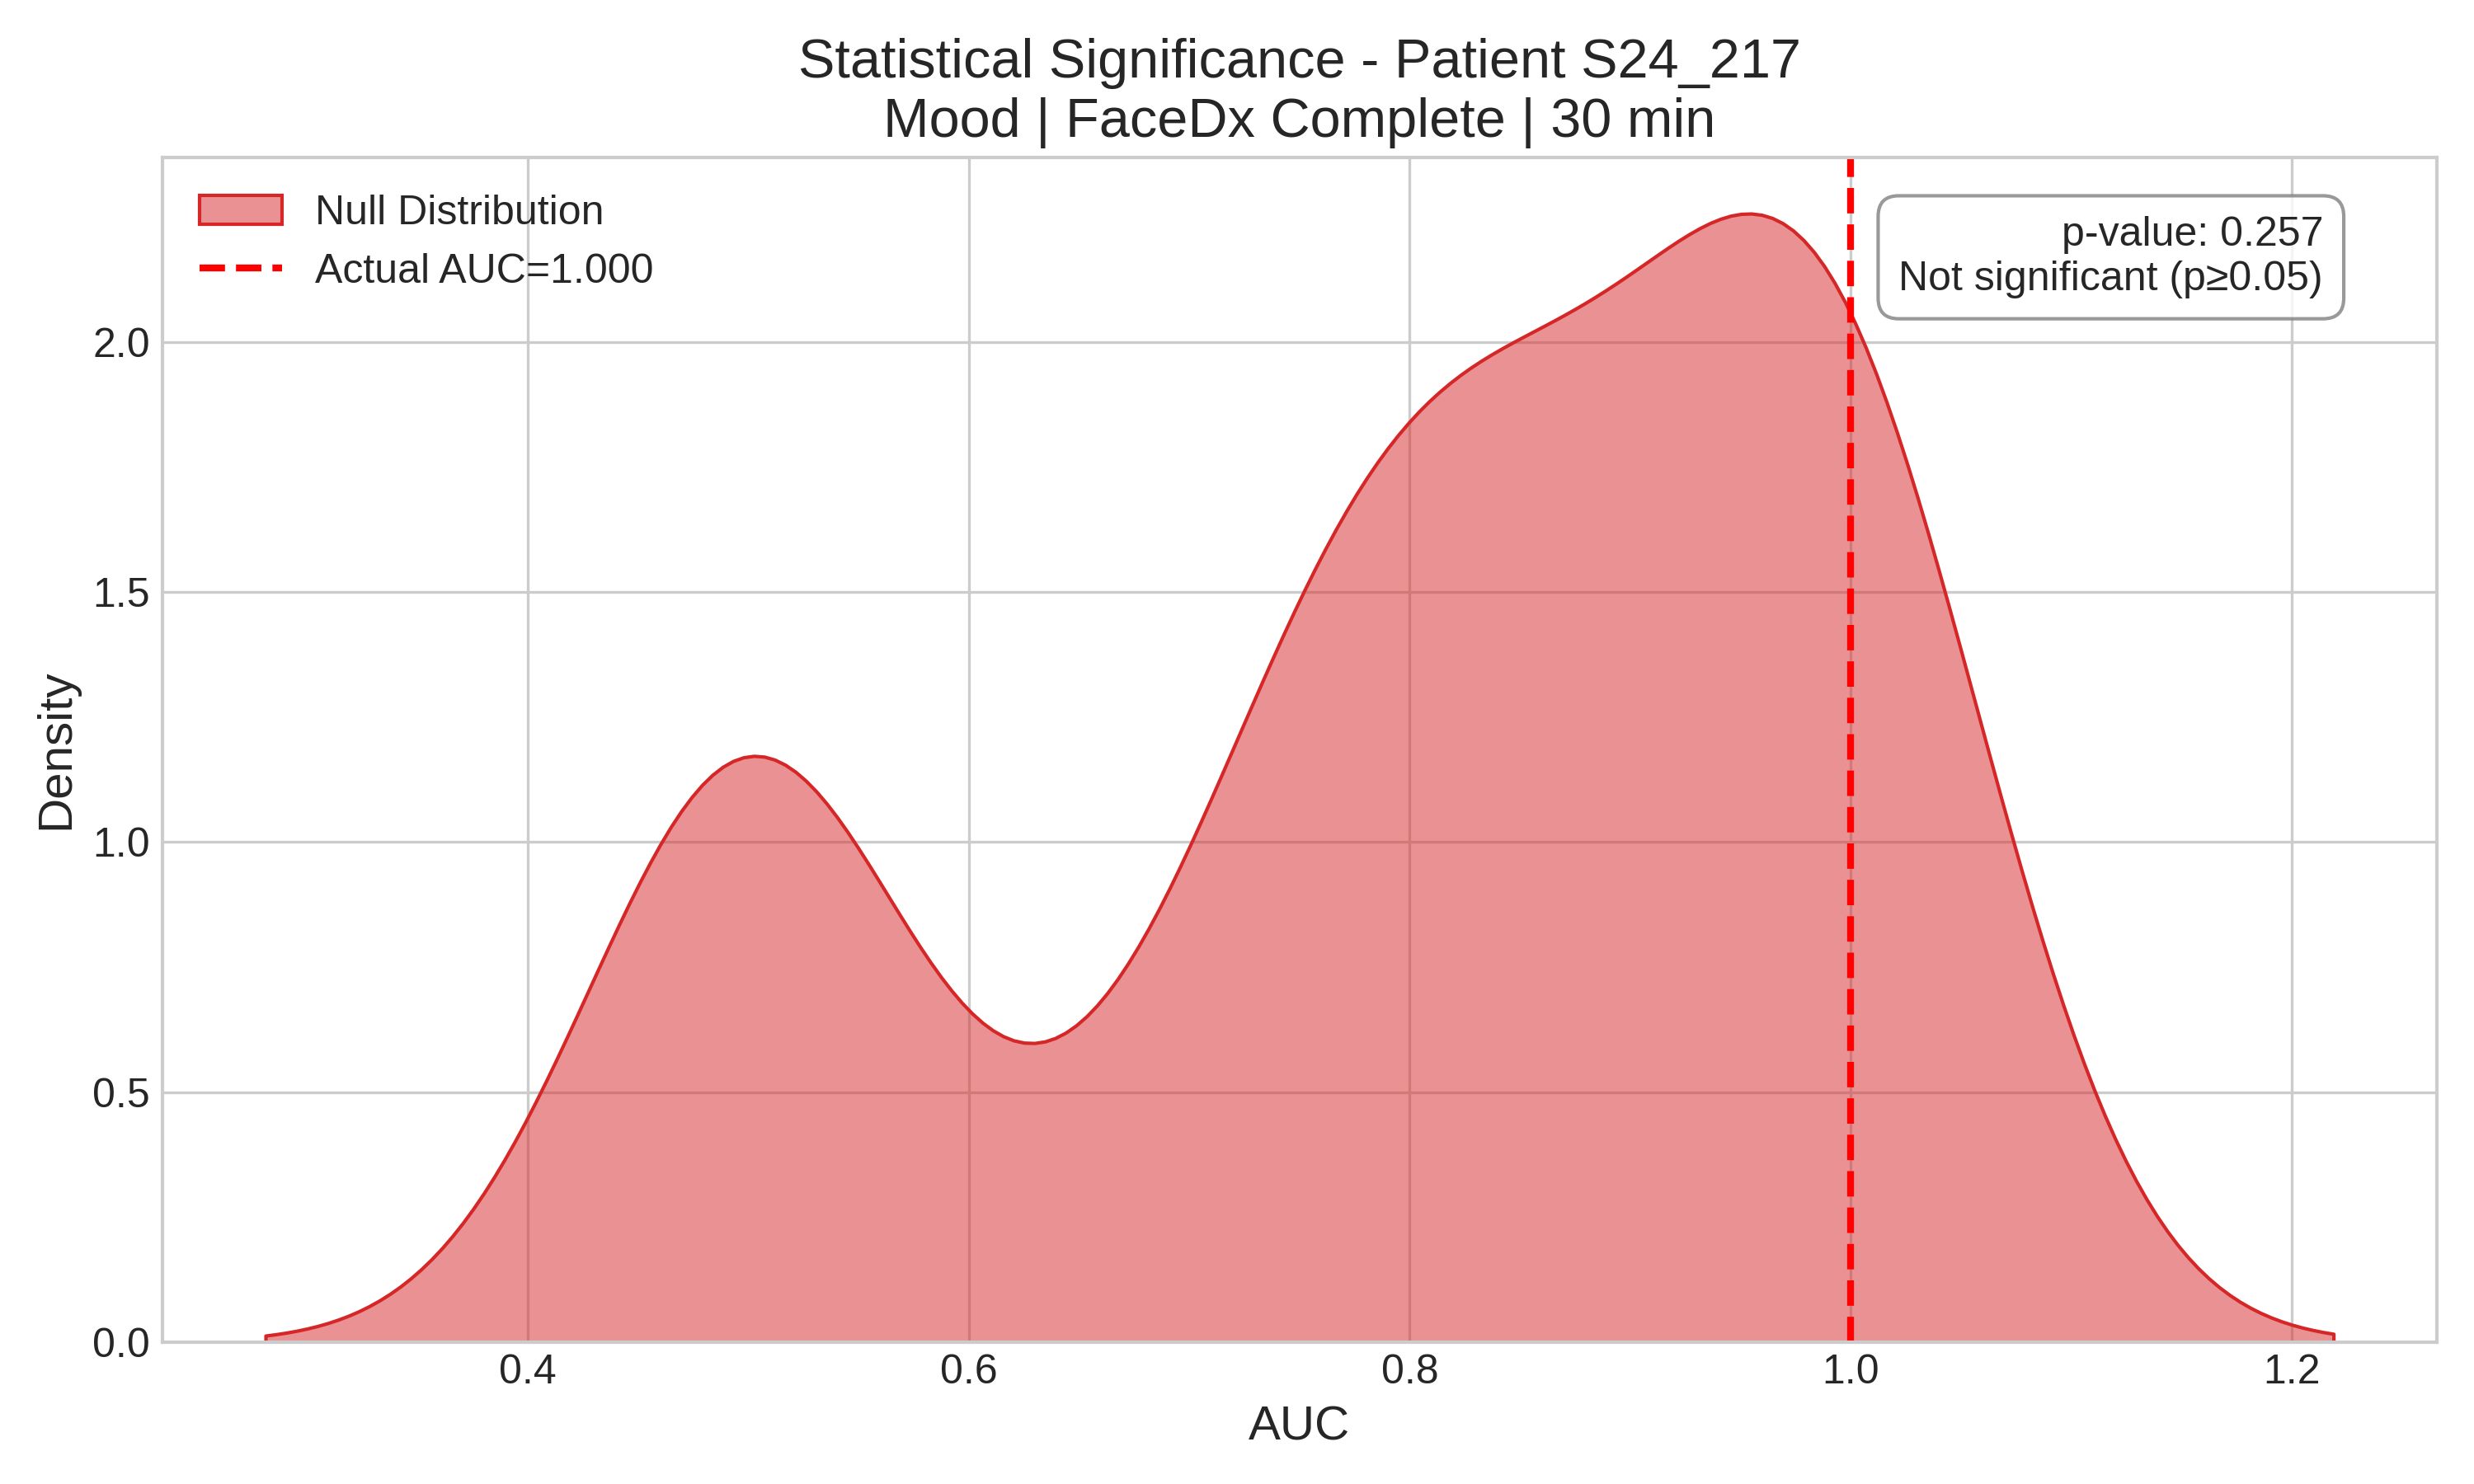 Statistical Significance - Patient S24_217
Mood | FaceDx Complete | 30 min
Null Distribution
Actual AUC=1.000
p-value: 0.257
Not significant (p≥0.05)
Density
2.0
1.5
1.0
0.5
0.0
0.4
0.6
0.8
1.0
1.2
AUC